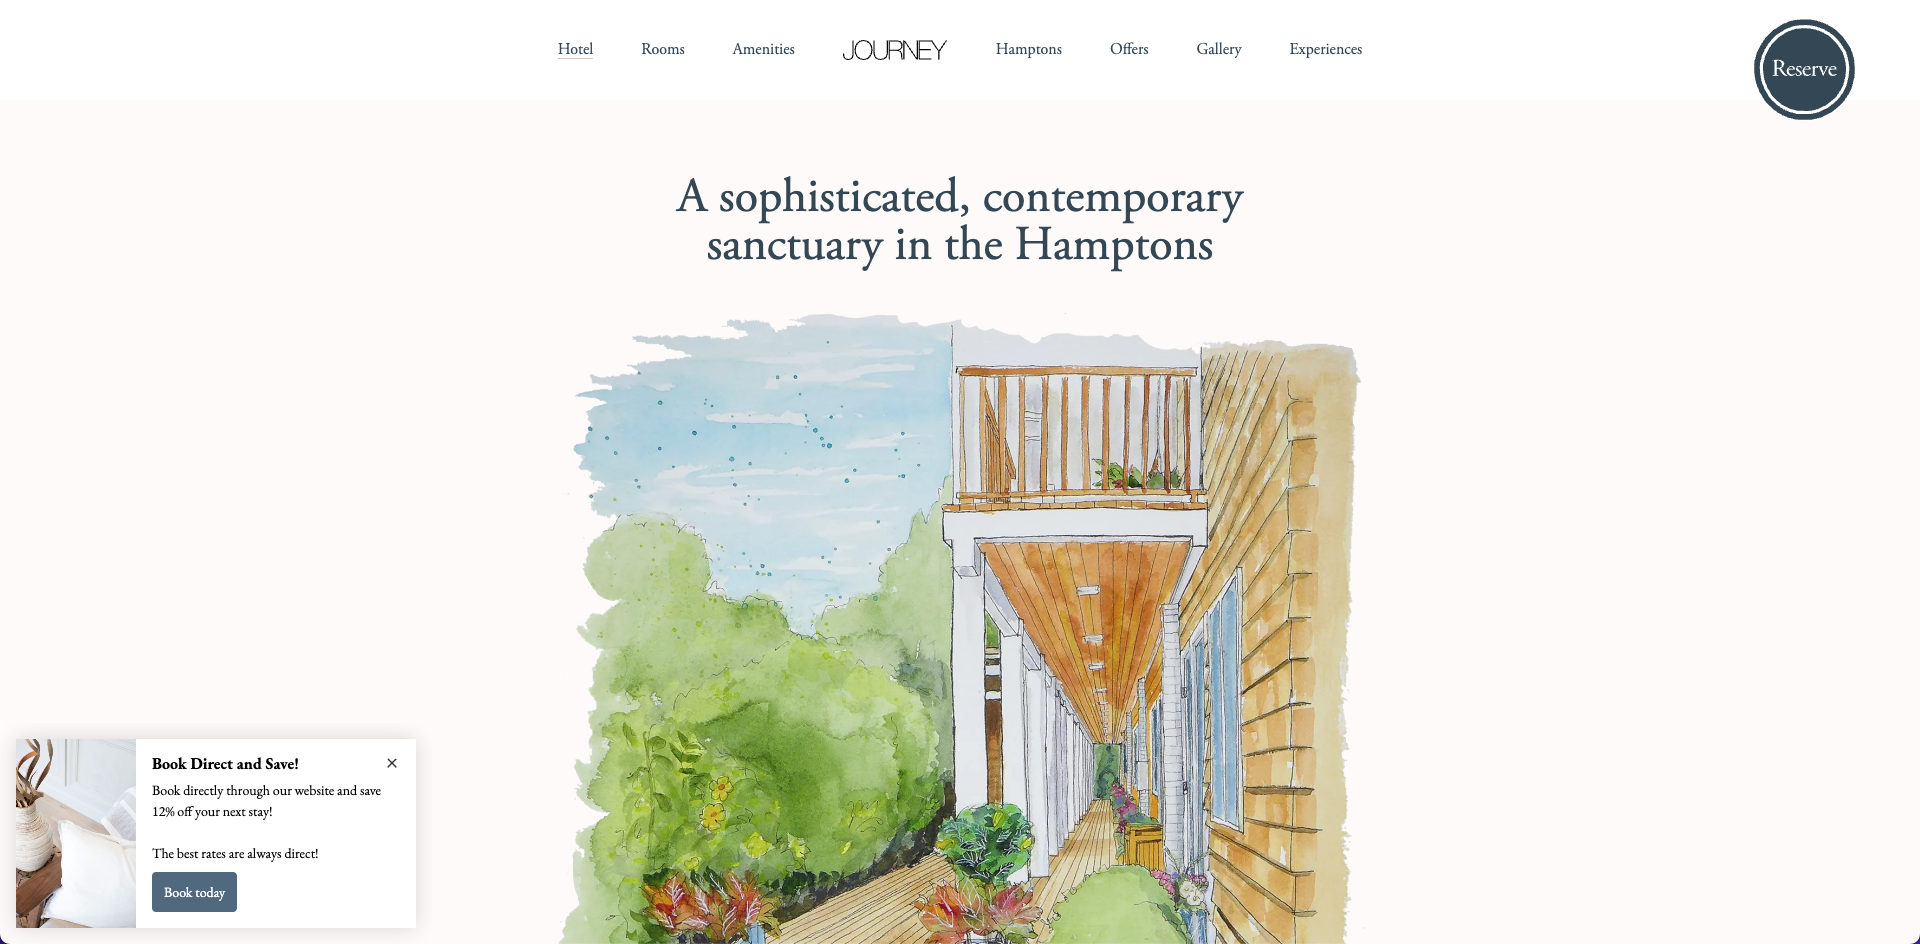 Hotel
Rooms
Amenities
JOURNEY
Hamptons
Offers
Gallery
Experiences
Reserve
A sophisticated, contemporary
sanctuary in the Hamptons
Book Direct and Save!
Book directly through our website and save
12% off your next stay!
The best rates are always direct!
Book today